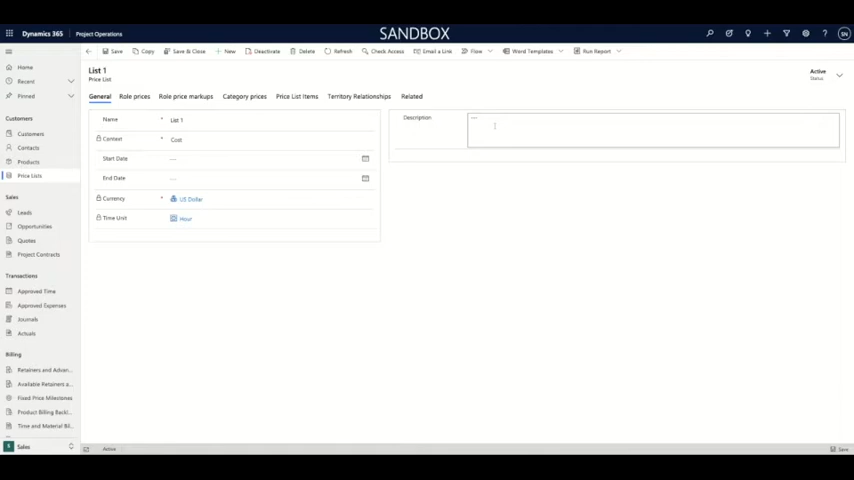 Dynamics 365 Project Operations SANDBOX ? SN
Save Copy Save & Close New Deactivate Delete Refresh Check Access Email a Link Flow Word Templates Run Report
Home
Recent
Pinned
Customers
Customers
Contacts
Products
Price Lists
Sales
Leads
Opportunities
Quotes
Project Contracts
Transactions
Approved Time
Approved Expenses
Journals
Actuals
Billing
Retainers and Advan...
Available Retainers a...
Fixed Price Milestones
Product Billing Backl...
Time and Material Bil...
S Sales
List 1
Price List
Active
Status
General Role prices Role price markups Category prices Price List Items Territory Relationships Related
Name * List 1
Context * Cost
Start Date ---
End Date ---
Currency * US Dollar
Time Unit Hour
Description ---
Active Save